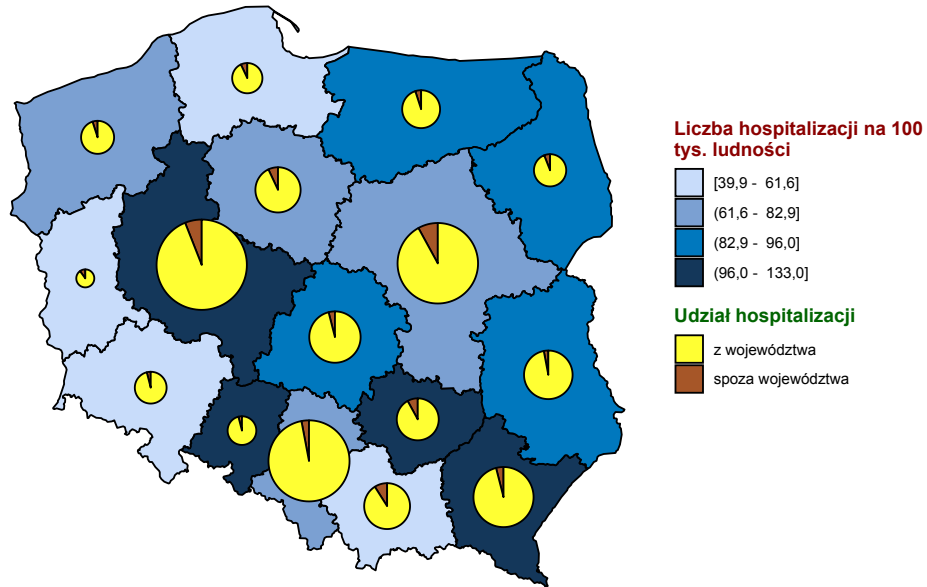 Liczba hospitalizacji na 100
tys. ludności
[39,9 - 61,6]
(61,6 - 82,9]
(82,9 - 96,0]
(96,0 - 133,0]
Udział hospitalizacji
z województwa
spoza województwa